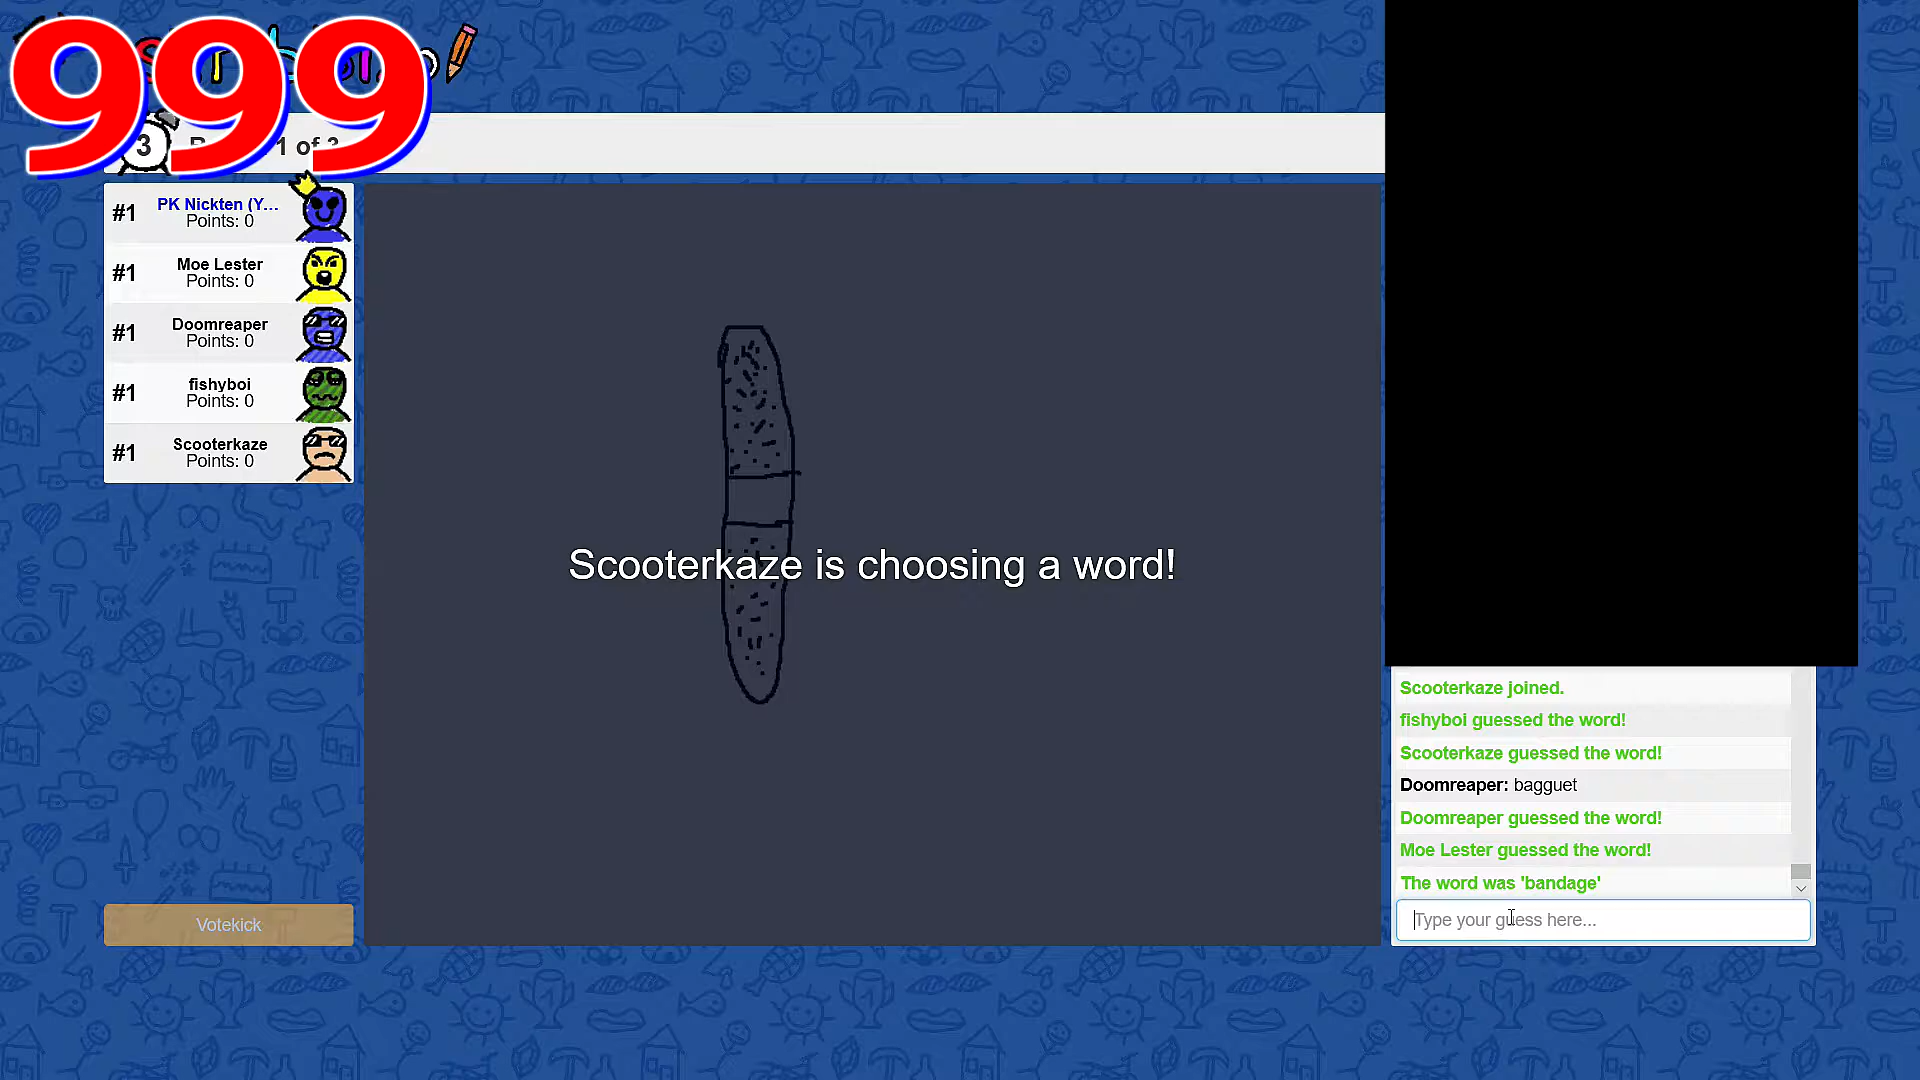 999
3
1 of 3
#1
PK Nickten (Y...
Points: 0
#1
Moe Lester
Points: 0
#1
Doomreaper
Points: 0
#1
fishyboi
Points: 0
#1
Scooterkaze
Points: 0
Scooterkaze is choosing a word!
Votekick
Scooterkaze joined.
fishyboi guessed the word!
Scooterkaze guessed the word!
Doomreaper: bagguet
Doomreaper guessed the word!
Moe Lester guessed the word!
The word was 'bandage'
Type your guess here...